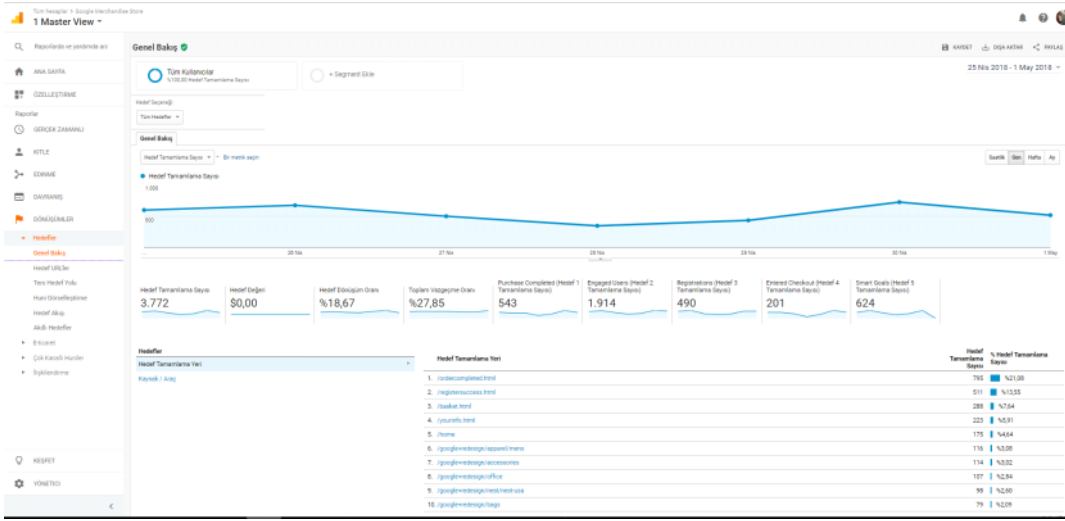 Tüm hesaplar > Google Merchandise Store
1 Master View
Raporlarda ve yardımda ara
Genel Bakış
KAYDET DIŞA AKTAR PAYLAŞ
ANA SAYFA
Tüm Kullanıcılar
%100,00 Hedef Tamamlama Sayısı
+ Segment Ekle
25 Nis 2018 - 1 May 2018
ÖZELLEŞTİRME
Raporlar
Hedef Seçeneği:
Tüm Hedefler
GERÇEK ZAMANLI
Genel Bakış
KİTLE
Hedef Tamamlama Sayısı
Bir metrik seçin
Saatlik Gün Hafta Ay
EDİNME
Hedef Tamamlama Sayısı
1.000
DAVRANIŞ
DÖNÜŞÜMLER
500
Hedefler
Genel Bakış
... 26 Nis 27 Nis 28 Nis 29 Nis 30 Nis 1 May
Hedef URL'ler
Ters Hedef Yolu
Huni Görselleştirme
Hedef Akışı
Akıllı Hedefler
E-ticaret
Çok Kanallı Huniler
İlişkilendirme
Hedef Tamamlama Sayısı
3.772
Hedef Değeri
$0,00
Hedef Dönüşüm Oranı
%18,67
Toplam Vazgeçme Oranı
%27,85
Purchase Completed (Hedef 1
Tamamlama Sayısı)
543
Engaged Users (Hedef 2
Tamamlama Sayısı)
1.914
Registrations (Hedef 3
Tamamlama Sayısı)
490
Entered Checkout (Hedef 4
Tamamlama Sayısı)
201
Smart Goals (Hedef 5
Tamamlama Sayısı)
624
Hedefler
Hedef Tamamlama Yeri
Kaynak / Araç
Hedef Tamamlama Yeri
Hedef
Tamamlama
Sayısı
% Hedef Tamamlama
Sayısı
1. /ordercompleted.html 795 %21,08
2. /registersuccess.html 511 %13,55
3. /basket.html 288 %7,64
4. /yourinfo.html 223 %5,91
5. /home 175 %4,64
6. /google+redesign/apparel/mens 116 %3,08
7. /google+redesign/accessories 114 %3,02
8. /google+redesign/office 107 %2,84
9. /google+redesign/nest/nest-usa 98 %2,60
10. /google+redesign/bags 79 %2,09
KEŞFET
YÖNETİCİ